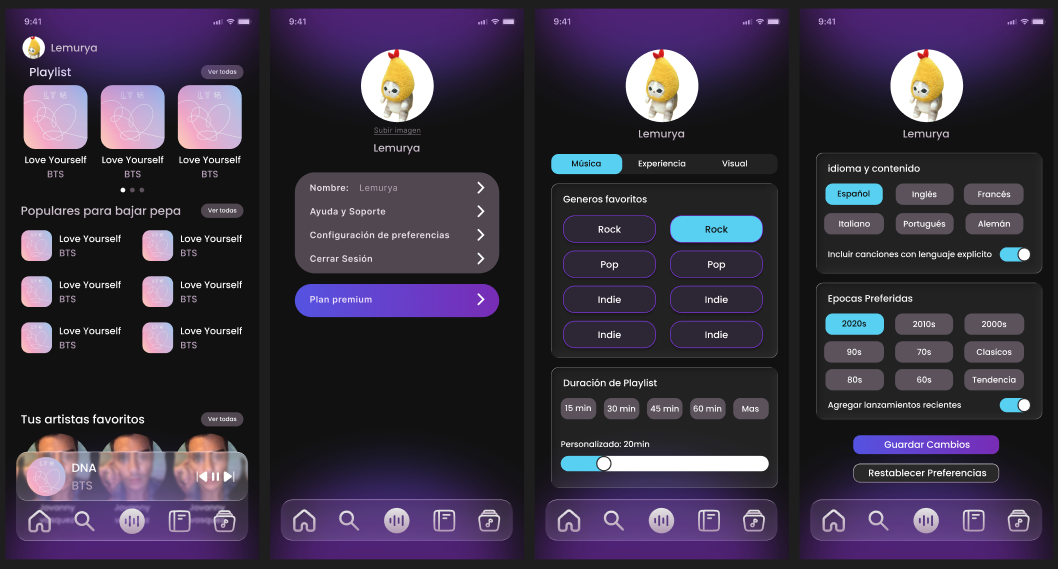 9:41
Lemurya
Playlist
Ver todas
Love Yourself
BTS
Love Yourself
BTS
Love Yourself
BTS
Populares para bajar pepa
Ver todas
Love Yourself
BTS
Love Yourself
BTS
Love Yourself
BTS
Love Yourself
BTS
Love Yourself
BTS
Love Yourself
BTS
Tus artistas favoritos
Ver todas
DNA
BTS
9:41
Subir imagen
Lemurya
Nombre: Lemurya
Ayuda y Soporte
Configuración de preferencias
Cerrar Sesión
Plan premium
9:41
Lemurya
Música Experiencia Visual
Generos favoritos
Rock Rock
Pop Pop
Indie Indie
Indie Indie
Duración de Playlist
15 min 30 min 45 min 60 min Mas
Personalizado: 20min
9:41
Lemurya
idioma y contenido
Español Inglés Francés
Italiano Portugués Alemán
Incluir canciones con lenguaje explicito
Epocas Preferidas
2020s 2010s 2000s
90s 70s Clasicos
80s 60s Tendencia
Agregar lanzamientos recientes
Guardar Cambios
Restablecer Preferencias